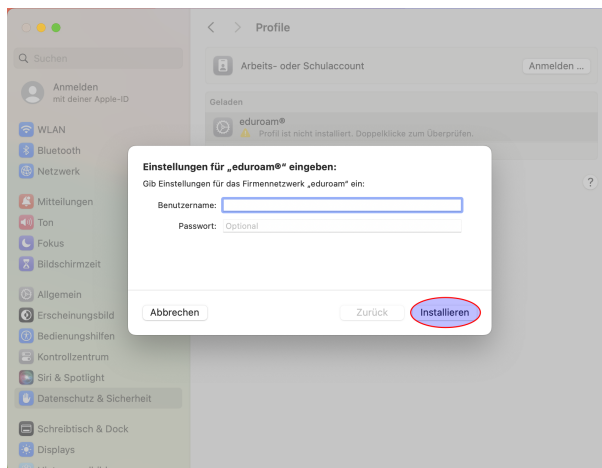 Profile
Suchen
Anmelden
mit deiner Apple-ID
WLAN
Bluetooth
Netzwerk
Mitteilungen
Ton
Fokus
Bildschirmzeit
Allgemein
Erscheinungsbild
Bedienungshilfen
Kontrollzentrum
Siri & Spotlight
Datenschutz & Sicherheit
Schreibtisch & Dock
Displays
Arbeits- oder Schulaccount
Anmelden ...
Geladen
eduroam®
Profil ist nicht installiert. Doppelklicke zum Überprüfen.
?
Einstellungen für „eduroam®“ eingeben:
Gib Einstellungen für das Firmennetzwerk „eduroam“ ein:
Benutzername:
Passwort: Optional
Abbrechen
Zurück
Installieren